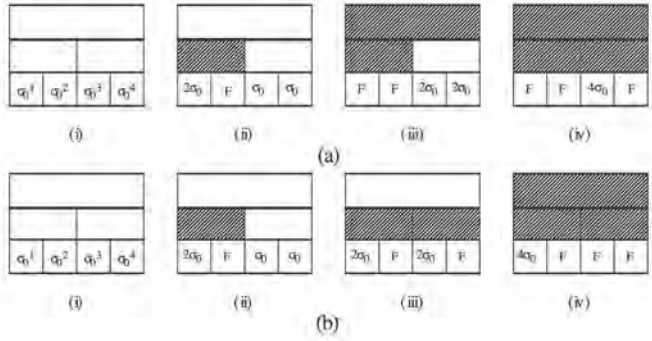 σ₀¹ σ₀² σ₀³ σ₀⁴ 2σ₀ F σ₀ σ₀ F F 2σ₀ 2σ₀ F F 4σ₀ F
(i) (ii) (iii) (iv)
(a)
σ₀¹ σ₀² σ₀³ σ₀⁴ 2σ₀ F σ₀ σ₀ 2σ₀ F 2σ₀ F 4σ₀ F F F
(i) (ii) (iii) (iv)
(b)